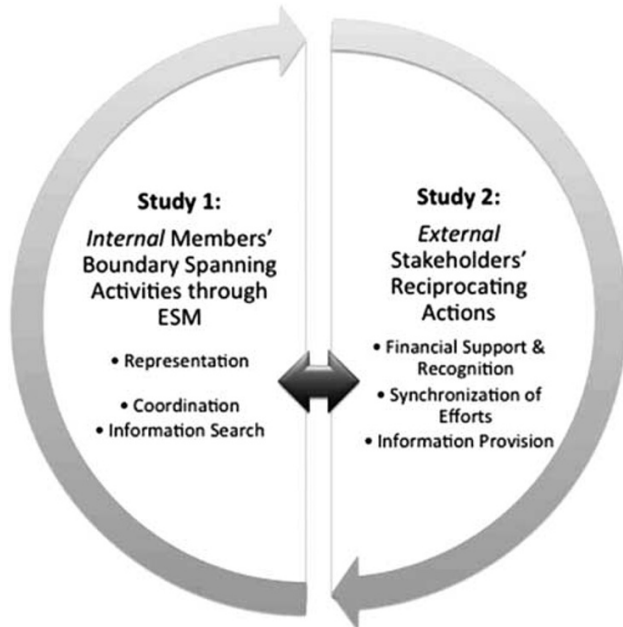 Study 1:
Internal Members'
Boundary Spanning
Activities through
ESM
• Representation
• Coordination
• Information Search
Study 2:
External
Stakeholders'
Reciprocating
Actions
• Financial Support &
Recognition
• Synchronization of
Efforts
• Information Provision